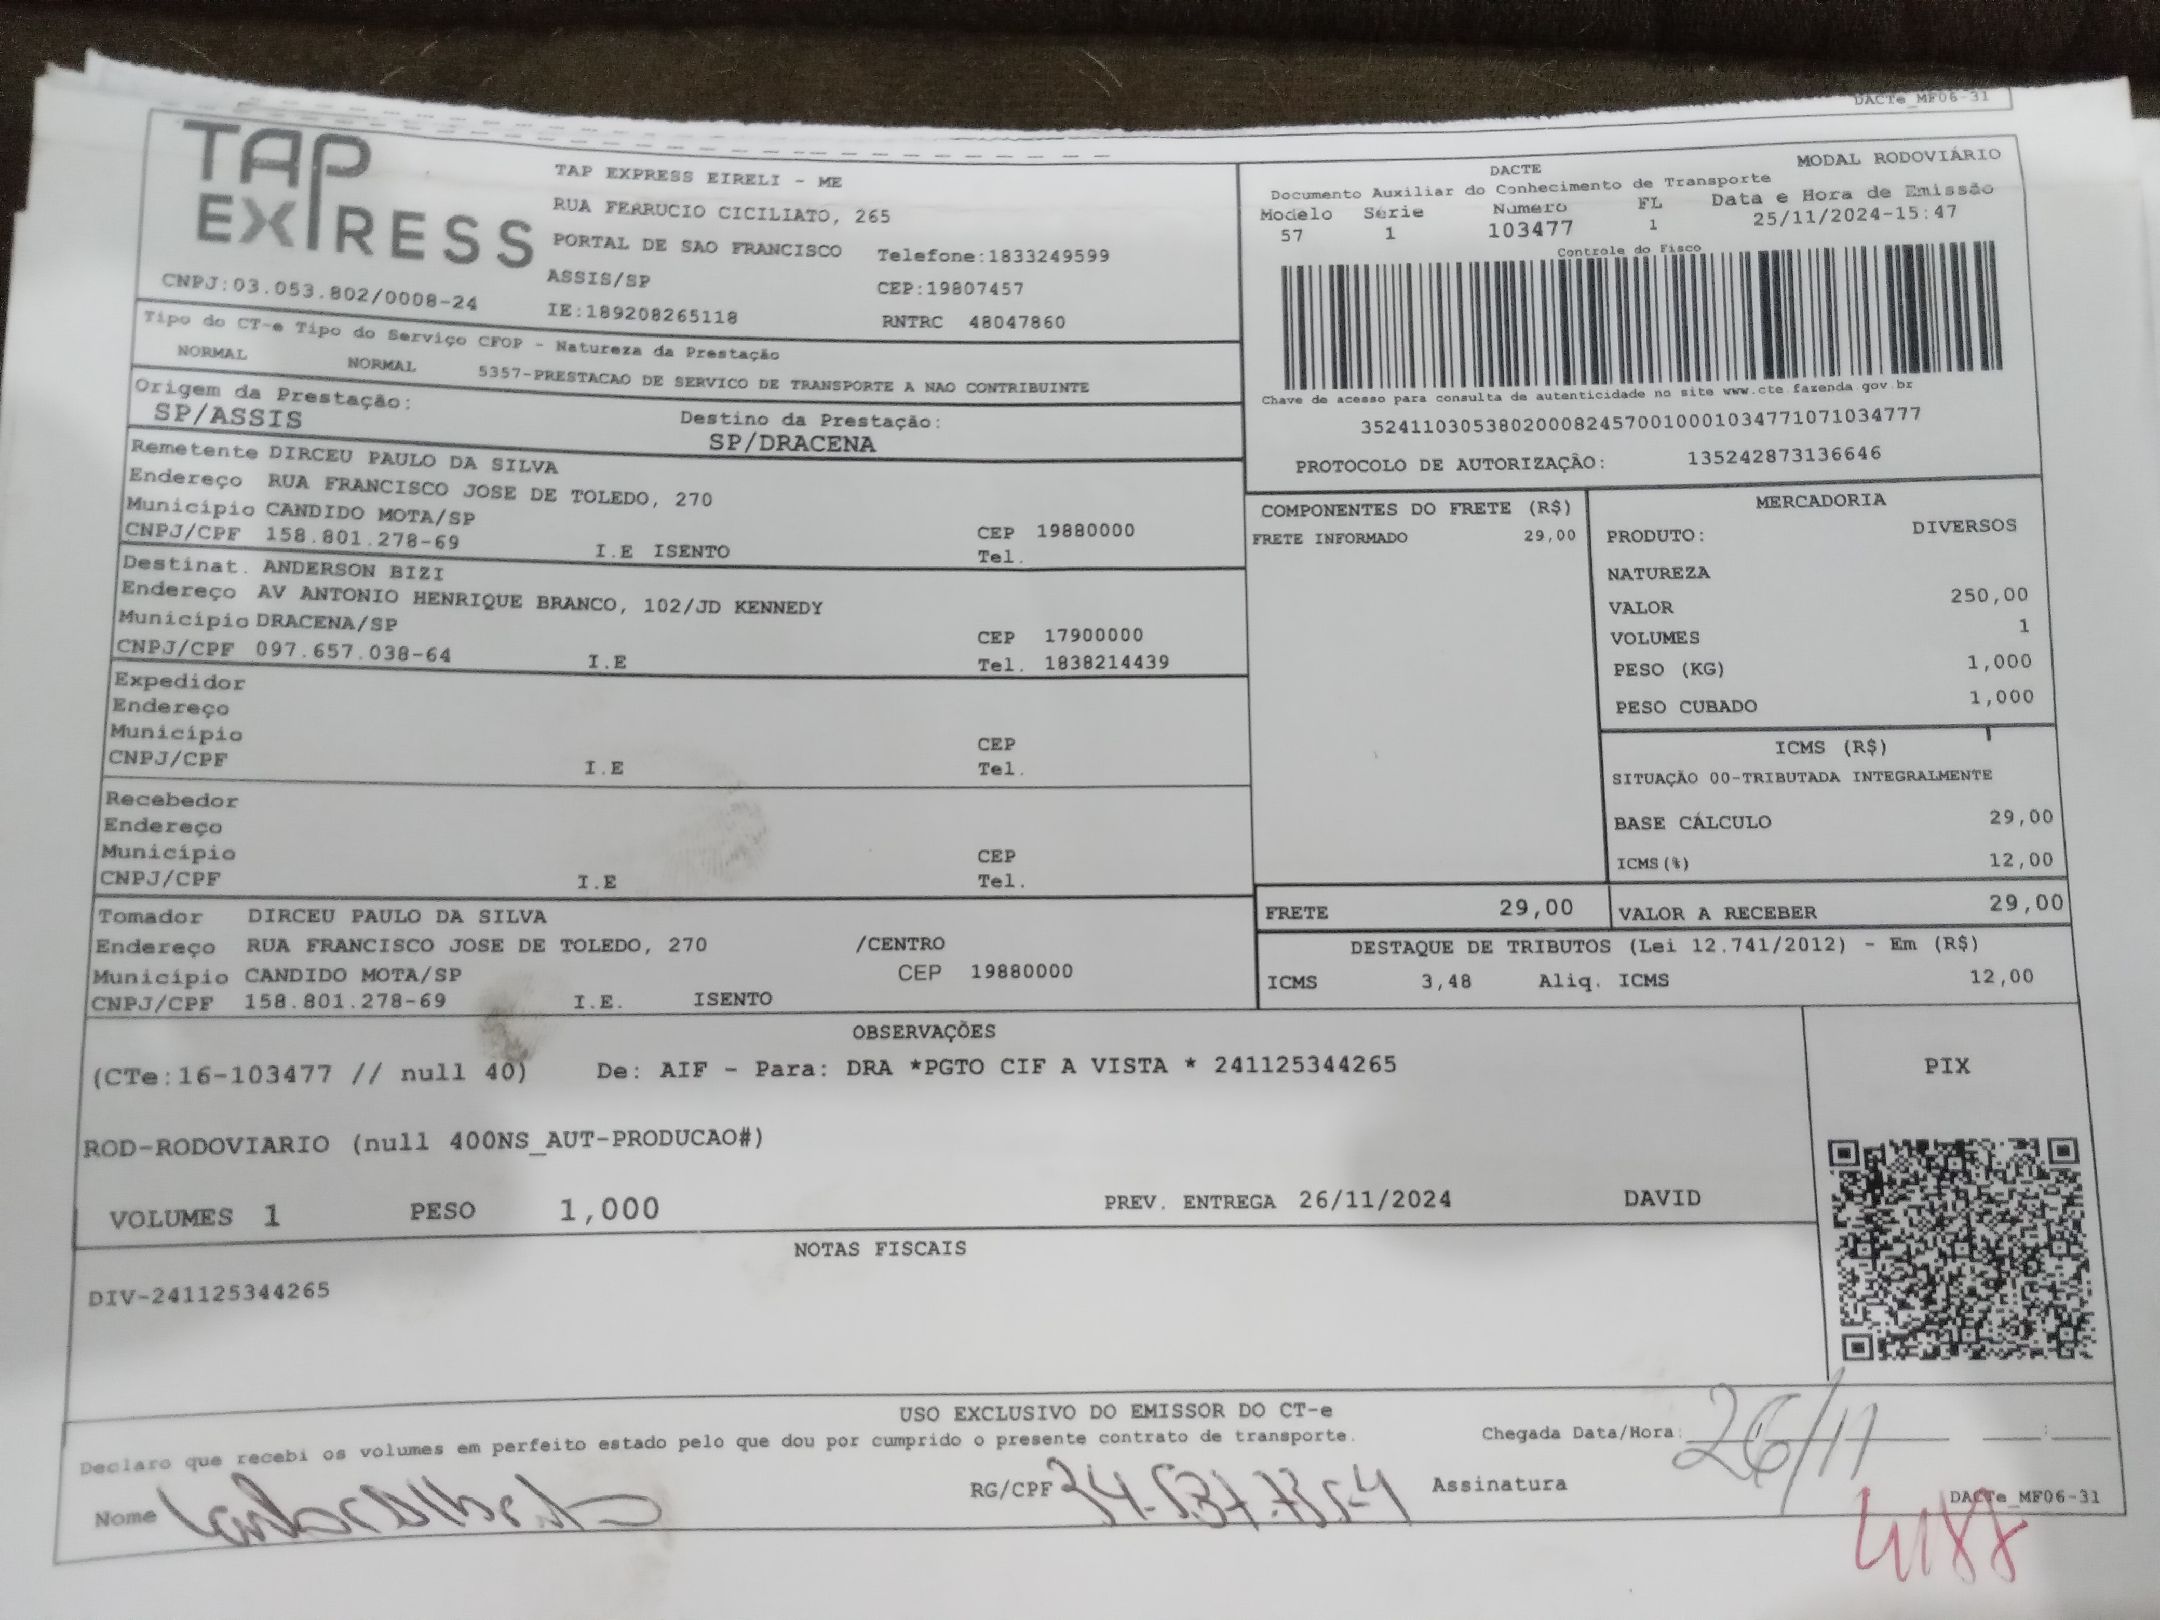 DACTe_MF06-31
TAP EXPRESS
TAP EXPRESS EIRELI - ME
RUA FERRUCIO CICILIATO, 265
PORTAL DE SAO FRANCISCO Telefone:1833249599
ASSIS/SP CEP:19807457
CNPJ:03.053.802/0008-24
IE:189208265118 RNTRC 48047860
DACTE MODAL RODOVIÁRIO
Documento Auxiliar do Conhecimento de Transporte
Modelo Série Número FL Data e Hora de Emissão
57 1 103477 1 25/11/2024-15:47
Controle do Fisco
Chave de acesso para consulta de autenticidade no site www.cte.fazenda.gov.br
35241103053802000824570010001034771071034777
PROTOCOLO DE AUTORIZAÇÃO: 135242873136646
Tipo do CT-e Tipo do Serviço CFOP - Natureza da Prestação
NORMAL NORMAL 5357-PRESTACAO DE SERVICO DE TRANSPORTE A NAO CONTRIBUINTE
Origem da Prestação: Destino da Prestação:
SP/ASSIS SP/DRACENA
Remetente DIRCEU PAULO DA SILVA
Endereço RUA FRANCISCO JOSE DE TOLEDO, 270
Município CANDIDO MOTA/SP CEP 19880000
CNPJ/CPF 158.801.278-69 I.E ISENTO Tel.
Destinat. ANDERSON BIZI
Endereço AV ANTONIO HENRIQUE BRANCO, 102/JD KENNEDY
Município DRACENA/SP CEP 17900000
CNPJ/CPF 097.657.038-64 I.E Tel. 1838214439
Expedidor
Endereço
Município CEP
CNPJ/CPF I.E Tel.
Recebedor
Endereço
Município CEP
CNPJ/CPF I.E Tel.
Tomador DIRCEU PAULO DA SILVA
Endereço RUA FRANCISCO JOSE DE TOLEDO, 270 /CENTRO
Município CANDIDO MOTA/SP CEP 19880000
CNPJ/CPF 158.801.278-69 I.E. ISENTO
COMPONENTES DO FRETE (R$)
FRETE INFORMADO 29,00
MERCADORIA
PRODUTO: DIVERSOS
NATUREZA
VALOR 250,00
VOLUMES 1
PESO (KG) 1,000
PESO CUBADO 1,000
ICMS (R$)
SITUAÇÃO 00-TRIBUTADA INTEGRALMENTE
BASE CÁLCULO 29,00
ICMS(%) 12,00
FRETE 29,00 VALOR A RECEBER 29,00
DESTAQUE DE TRIBUTOS (Lei 12.741/2012) - Em (R$)
ICMS 3,48 Aliq. ICMS 12,00
OBSERVAÇÕES
(CTe:16-103477 // null 40) De: AIF - Para: DRA *PGTO CIF A VISTA * 241125344265
ROD-RODOVIARIO (null 400NS_AUT-PRODUCAO#)
VOLUMES 1 PESO 1,000 PREV. ENTREGA 26/11/2024 DAVID
PIX
NOTAS FISCAIS
DIV-241125344265
USO EXCLUSIVO DO EMISSOR DO CT-e
Declaro que recebi os volumes em perfeito estado pelo que dou por cumprido o presente contrato de transporte.
Chegada Data/Hora: 26/11 __:__
Nome RG/CPF Assinatura
DACTe_MF06-31